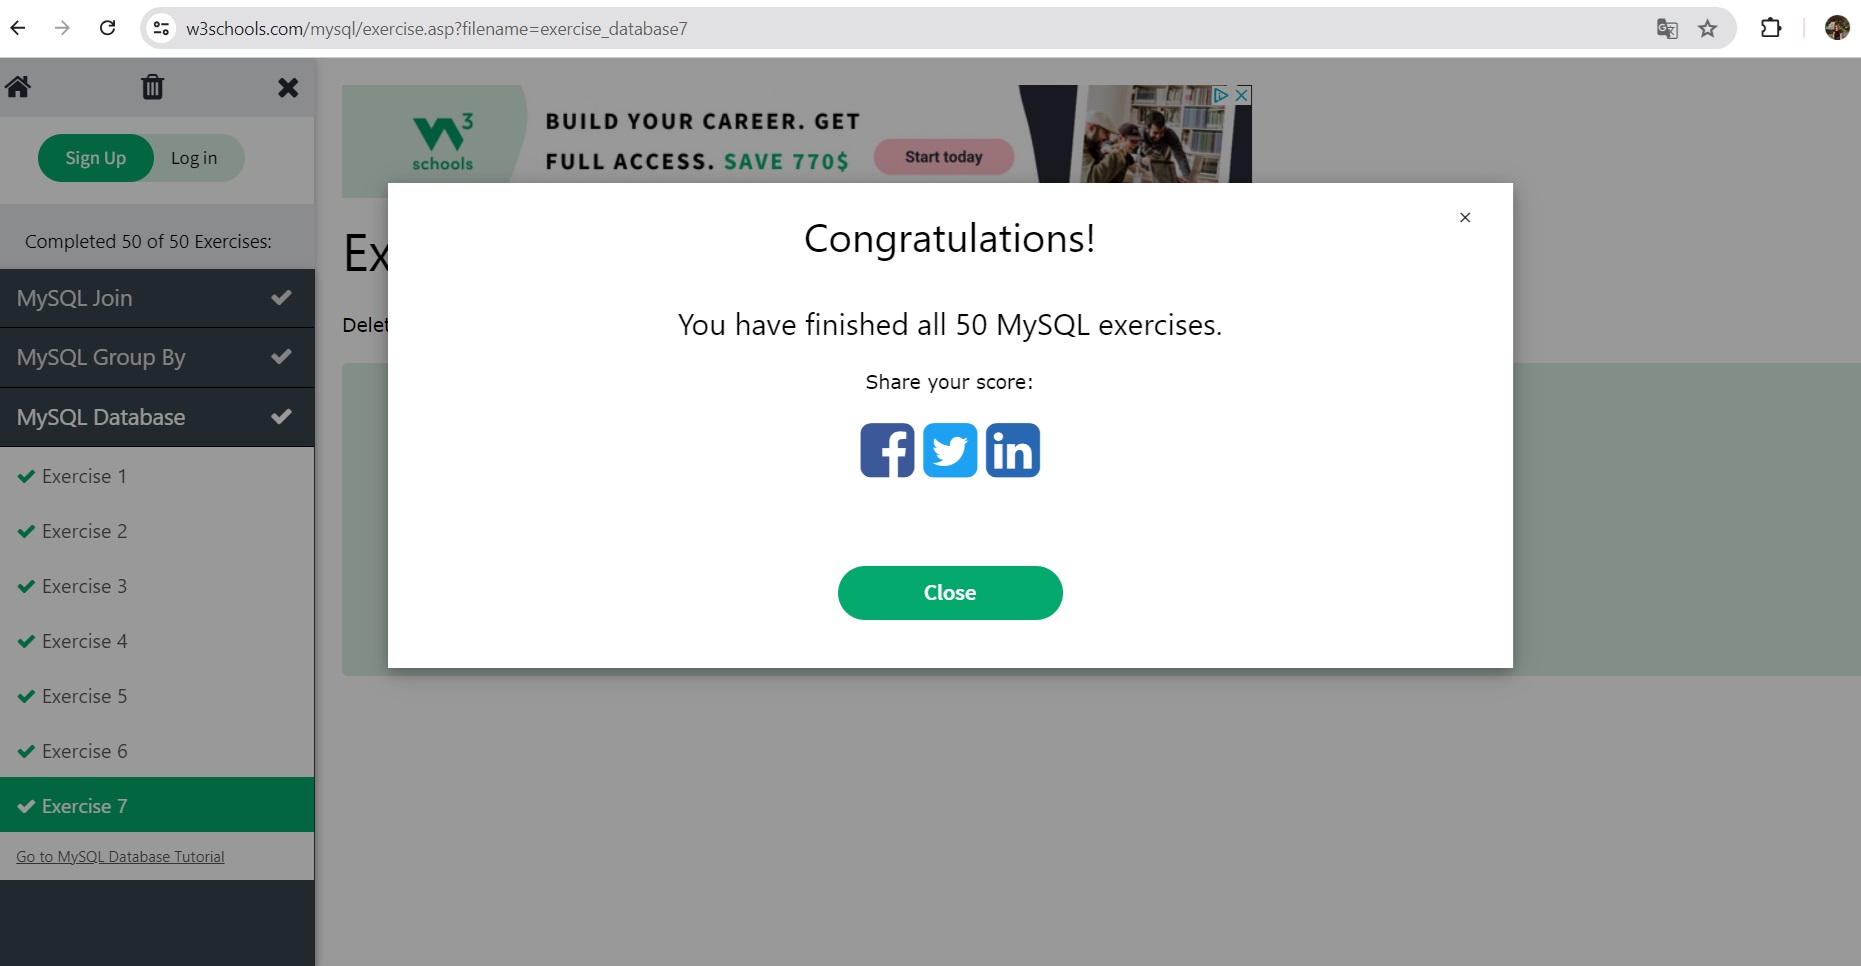 w3schools.com/mysql/exercise.asp?filename=exercise_database7
Sign Up
Log in
Completed 50 of 50 Exercises:
MySQL Join
MySQL Group By
MySQL Database
Exercise 1
Exercise 2
Exercise 3
Exercise 4
Exercise 5
Exercise 6
Exercise 7
Go to MySQL Database Tutorial
W3
schools
BUILD YOUR CAREER. GET
FULL ACCESS. SAVE 770$
Start today
Ex
Delet
Congratulations!
×
You have finished all 50 MySQL exercises.
Share your score:
Close